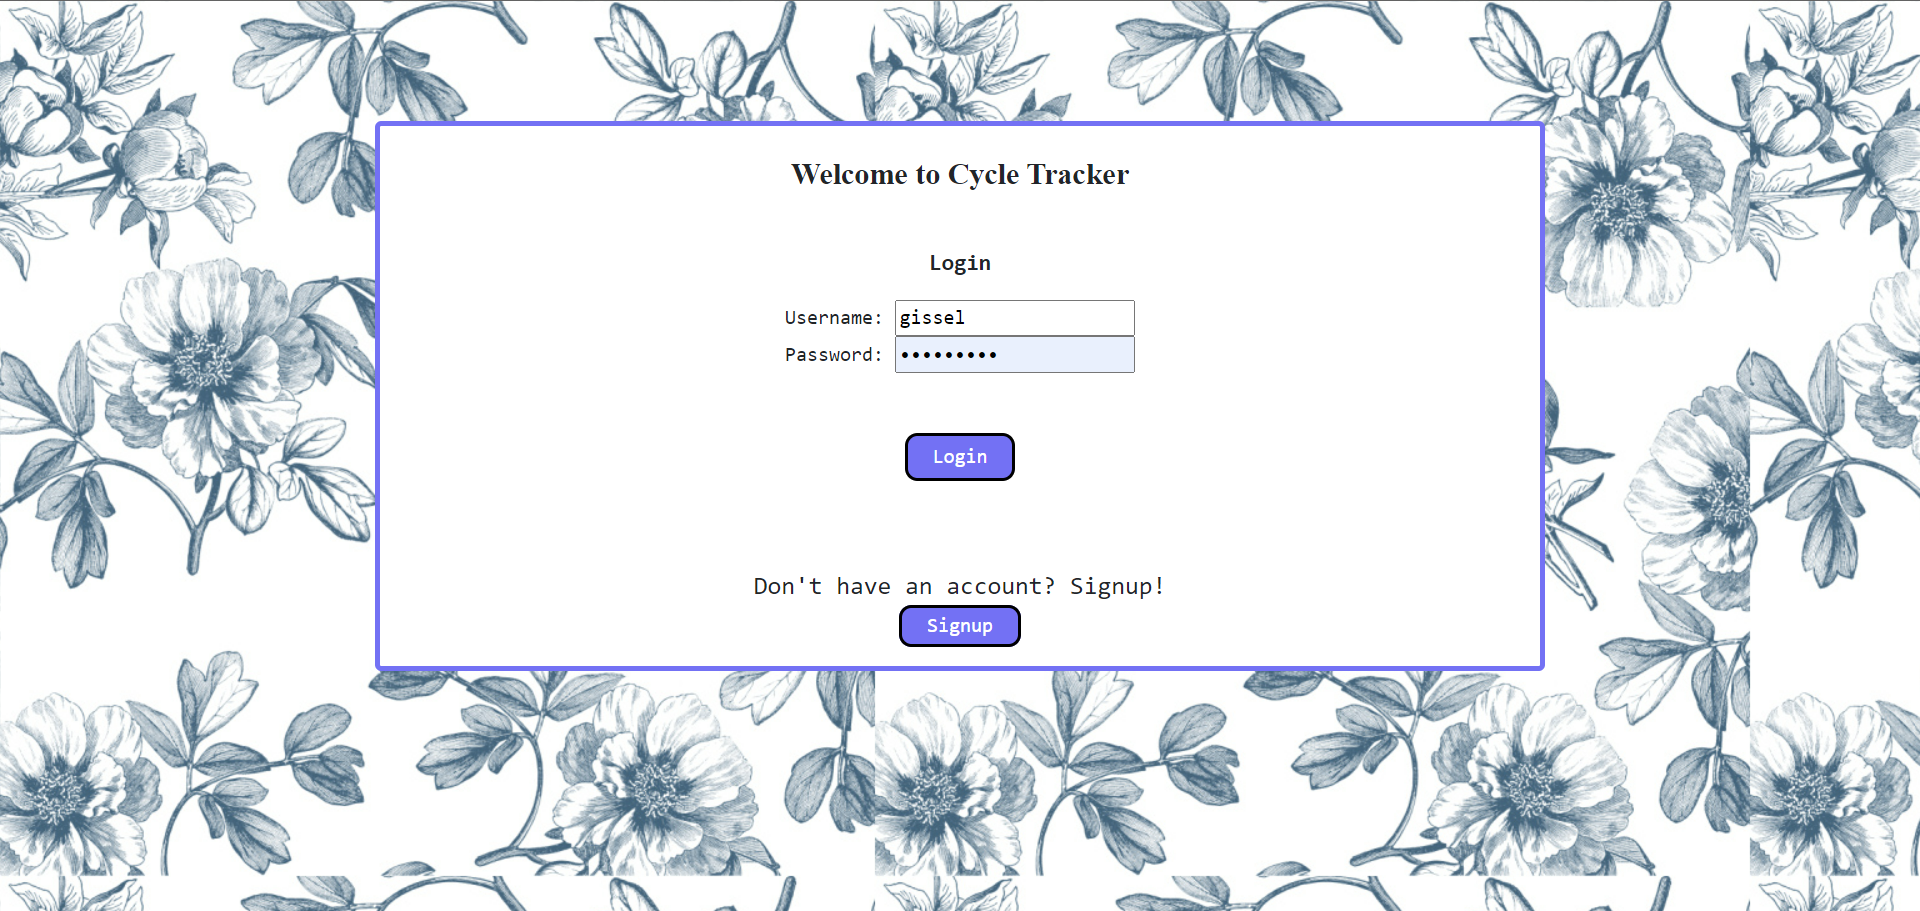 Welcome to Cycle Tracker
Login
Username: gissel
Password: •••••••••
Login
Don't have an account? Signup!
Signup